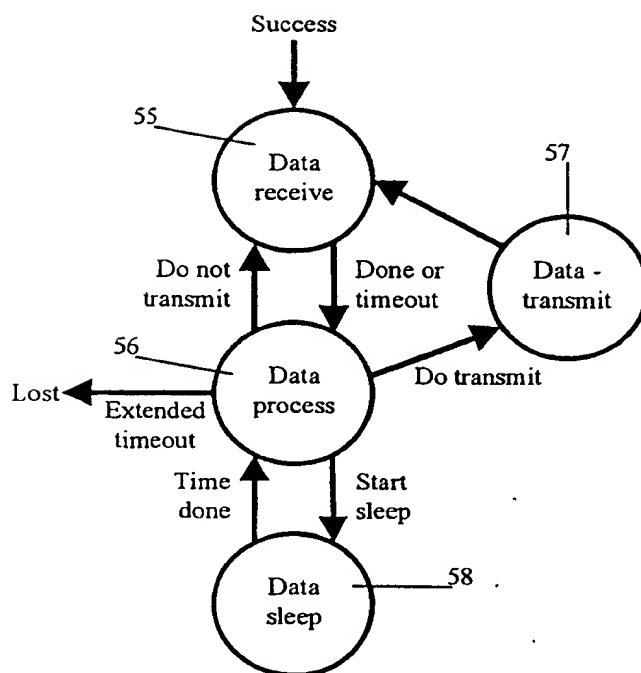 Success
55
Data
receive
57
Data -
transmit
Do not
transmit
Done or
timeout
56
Data
process
Do transmit
Lost
Extended
timeout
Time
done
Start
sleep
Data
sleep
58